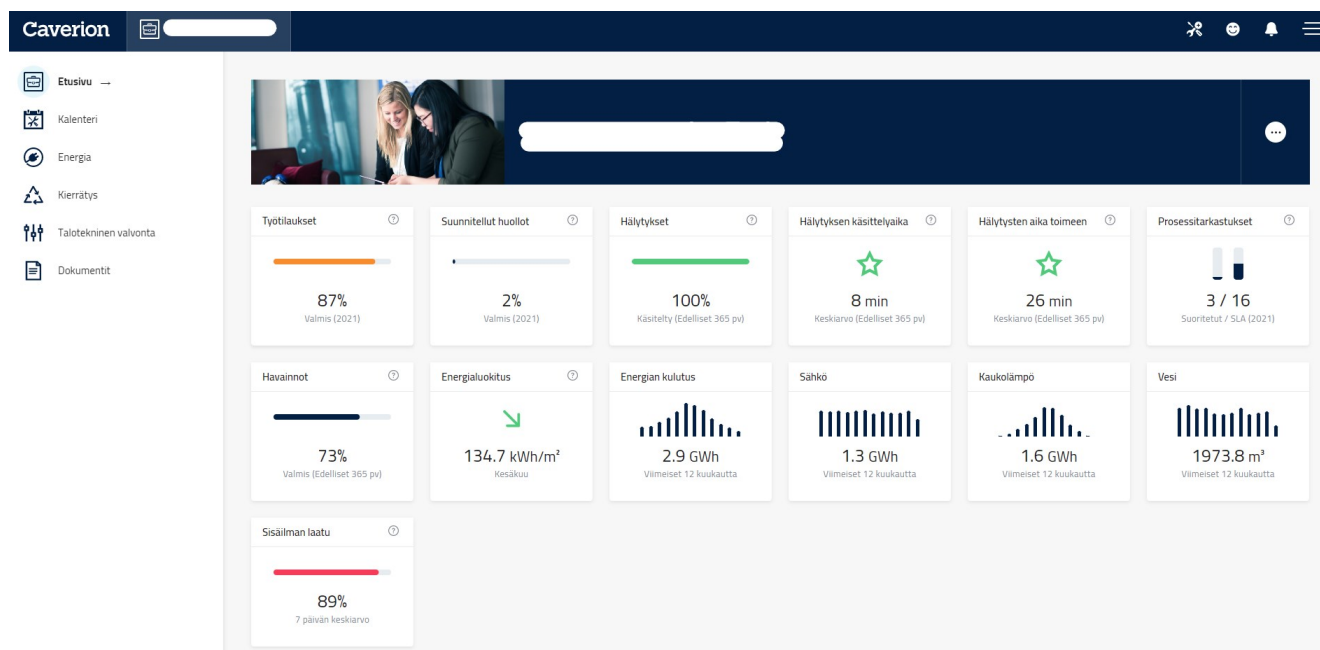 Caverion
Etusivu →
Kalenteri
Energia
Kierrätys
Talotekninen valvonta
Dokumentit
Työtilaukset
87%
Valmis (2021)
Suunnitellut huollot
2%
Valmis (2021)
Hälytykset
100%
Käsitelty (Edelliset 365 pv)
Hälytyksen käsittelyaika
8 min
Keskiarvo (Edelliset 365 pv)
Hälytysten aika toimeen
26 min
Keskiarvo (Edelliset 365 pv)
Prosessitarkastukset
3 / 16
Suoritetut / SLA (2021)
Havainnot
73%
Valmis (Edelliset 365 pv)
Energialuokitus
134.7 kWh/m²
Kesäkuu
Energian kulutus
2.9 GWh
Viimeiset 12 kuukautta
Sähkö
1.3 GWh
Viimeiset 12 kuukautta
Kaukolämpö
1.6 GWh
Viimeiset 12 kuukautta
Vesi
1973.8 m³
Viimeiset 12 kuukautta
Sisäilman laatu
89%
7 päivän keskiarvo